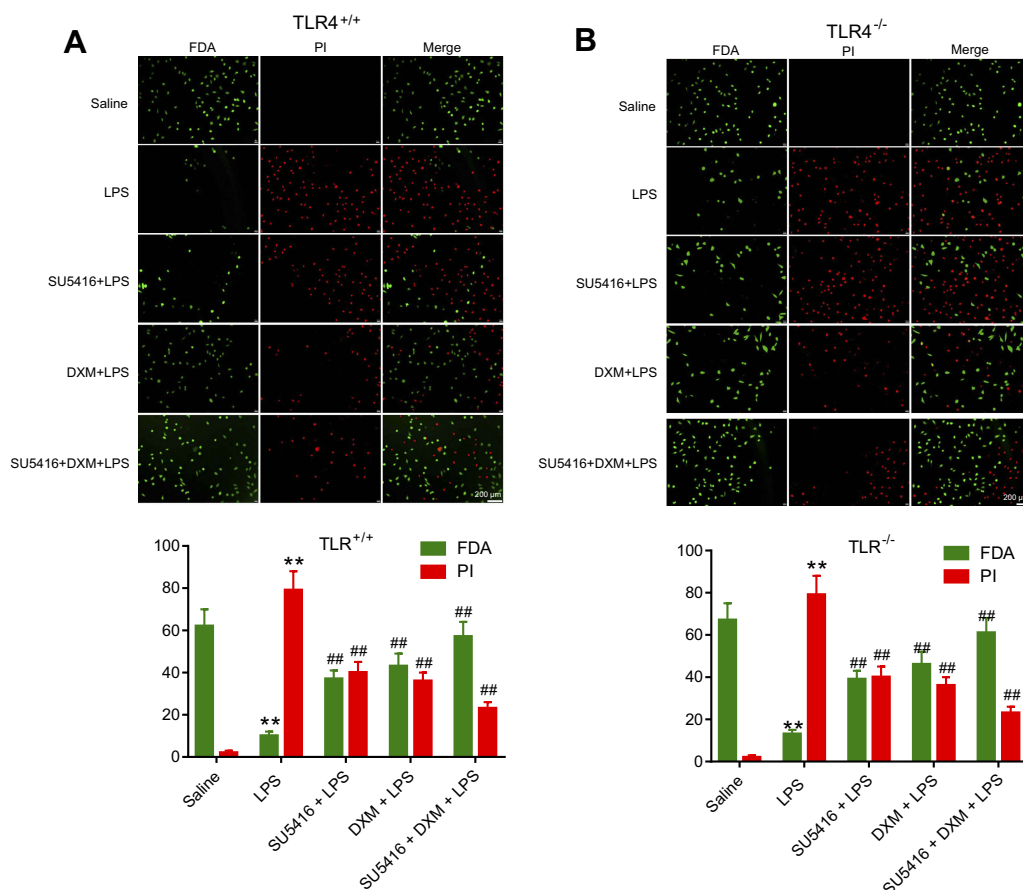 A
TLR4+/+
FDA PI Merge
Saline
LPS
SU5416+LPS
DXM+LPS
SU5416+DXM+LPS
200 μm
TLR+/+
FDA
PI
100
80
60
40
20
0
**
**
##
##
##
##
##
##
Saline
LPS
SU5416 + LPS
DXM + LPS
SU5416 + DXM + LPS
B
TLR4-/-
FDA PI Merge
Saline
LPS
SU5416+LPS
DXM+LPS
SU5416+DXM+LPS
200 μm
TLR-/-
FDA
PI
100
80
60
40
20
0
**
**
##
##
##
##
##
##
Saline
LPS
SU5416 + LPS
DXM + LPS
SU5416 + DXM + LPS